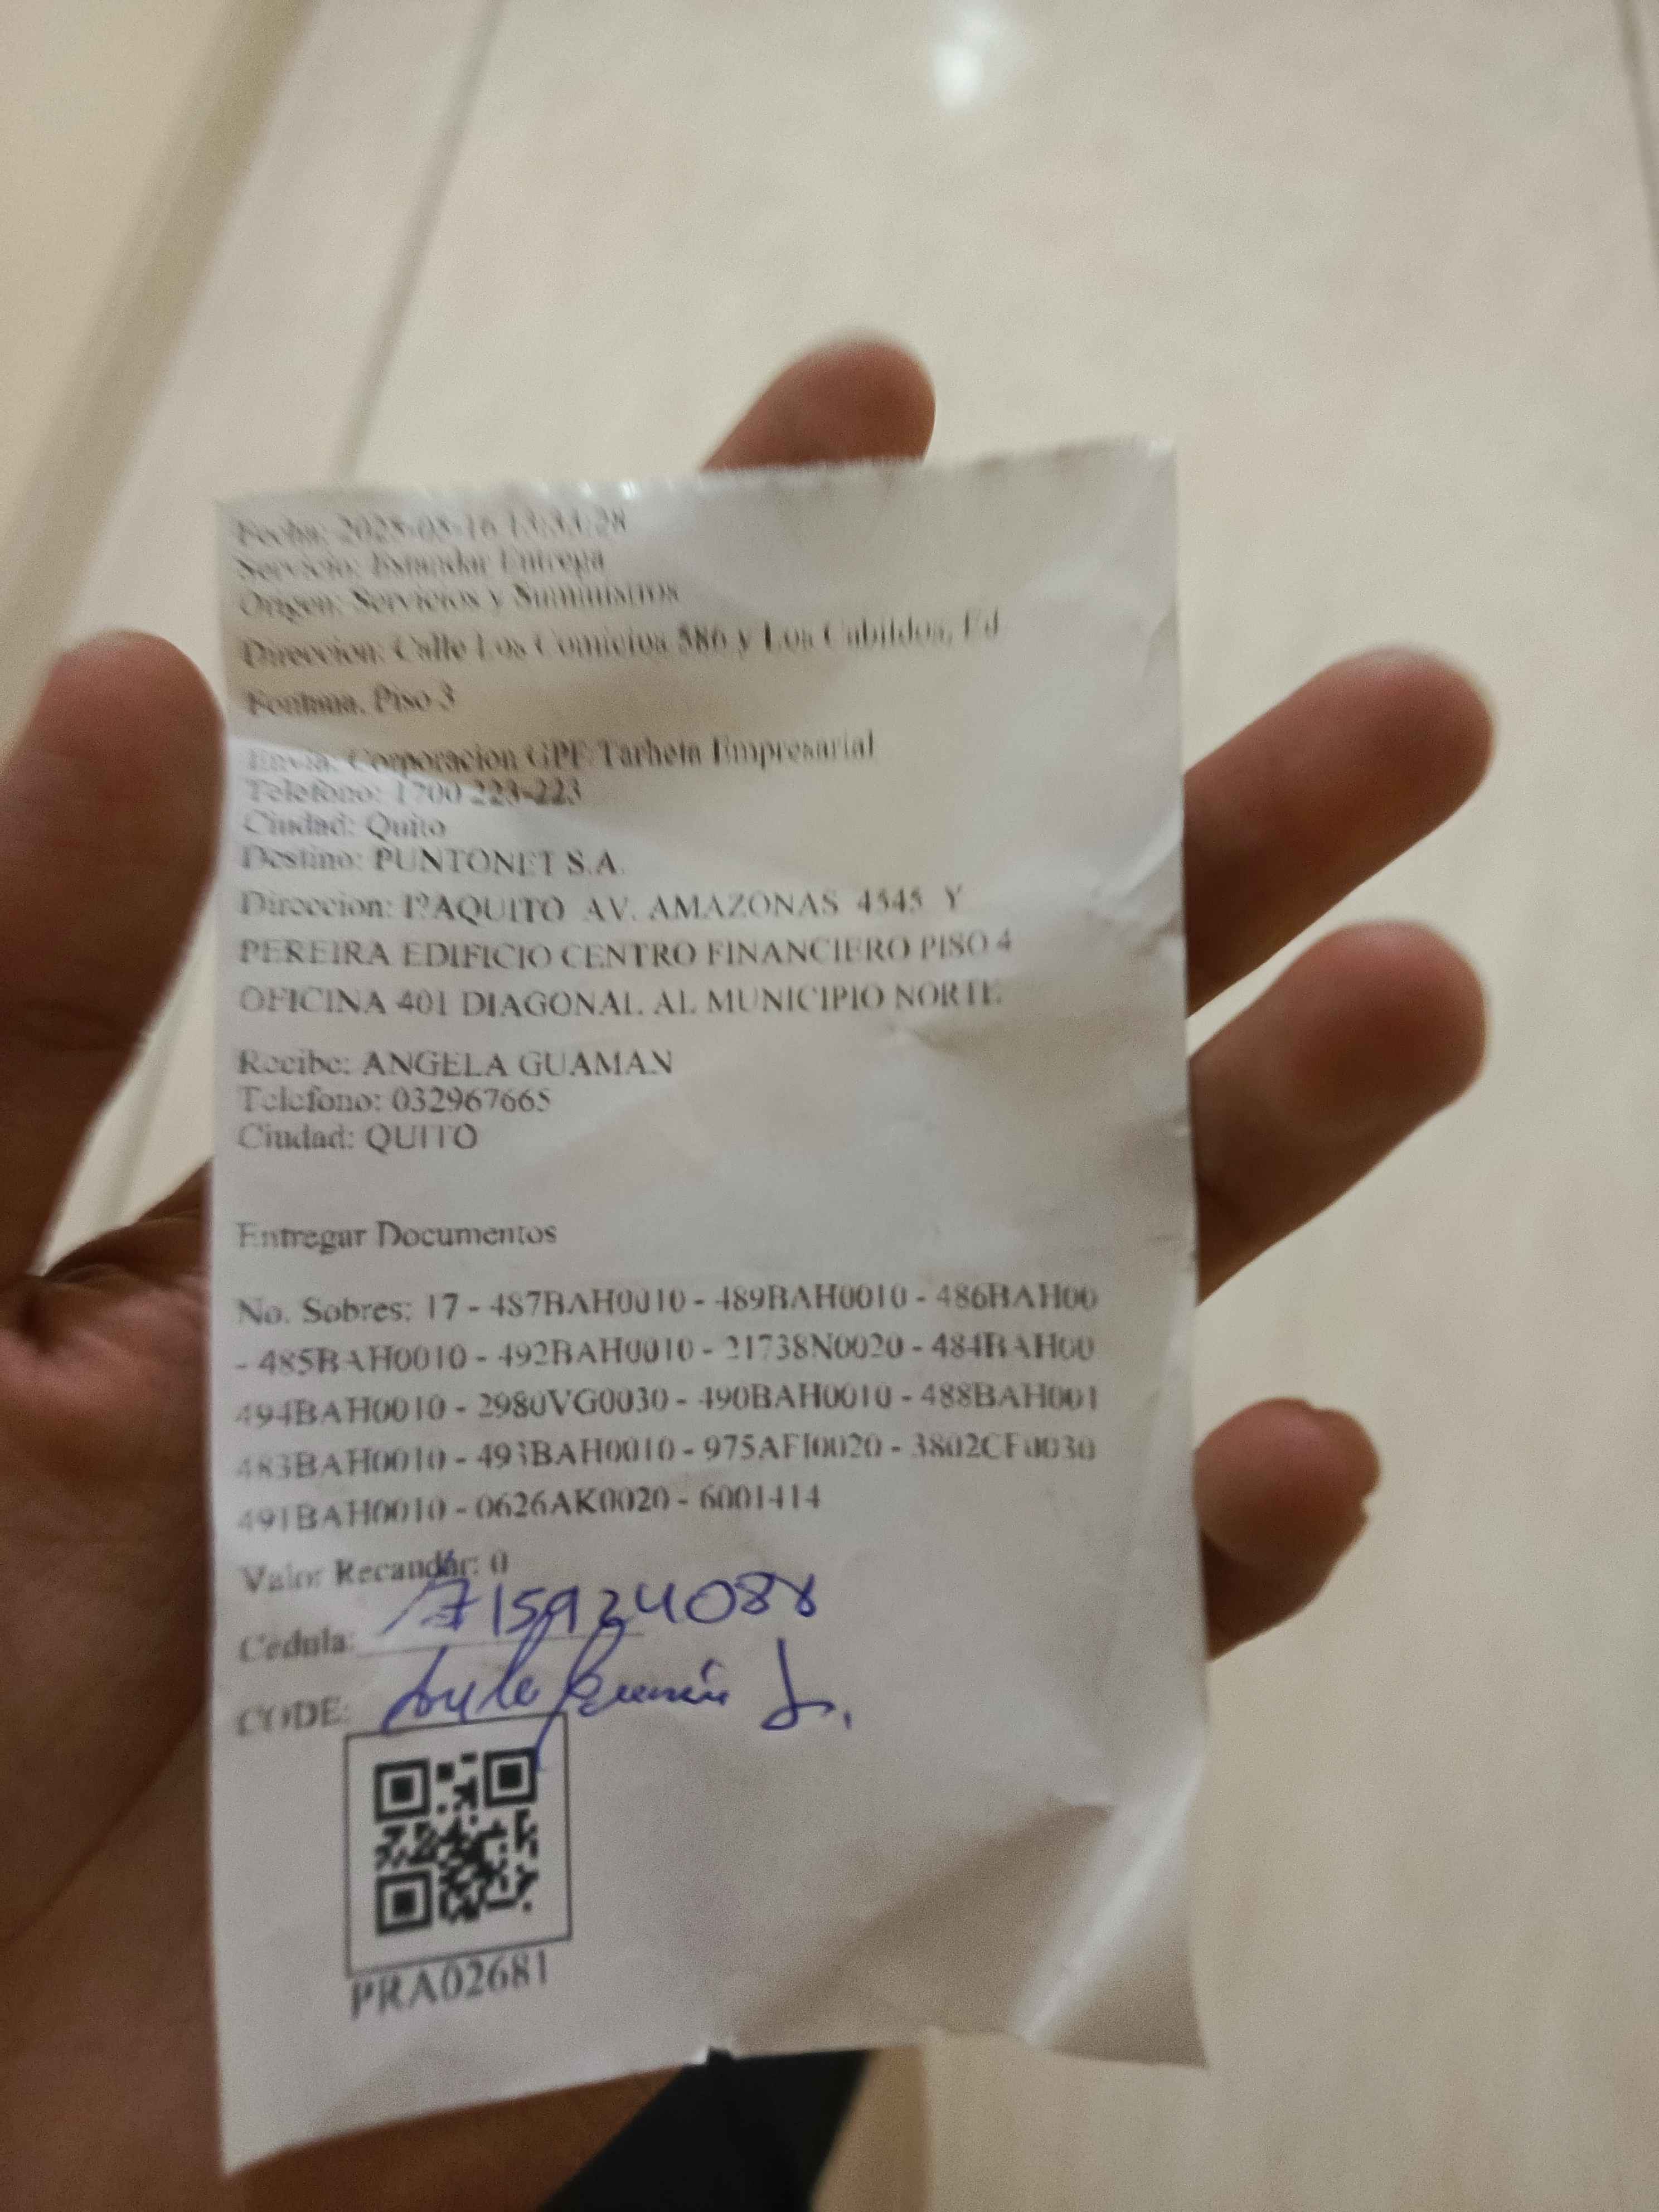 Fecha: 2025-05-16 13:33:28
Servicio: Estandar Entrega
Origen: Servicios y Suministros
Direccion: Calle Los Comicios 586 y Los Cabildos, Ed
Fontana, Piso 3
Envia: Corporacion GPF Tarheta Empresarial
Telefono: 1700 223-223
Ciudad: Quito
Destino: PUNTONET S.A.
Direccion: I?AQUITO AV. AMAZONAS 4545 Y
PEREIRA EDIFICIO CENTRO FINANCIERO PISO 4
OFICINA 401 DIAGONAL AL MUNICIPIO NORTE
Recibe: ANGELA GUAMAN
Telefono: 032967665
Ciudad: QUITO
Entregar Documentos
No. Sobres: 17 - 487BAH0010 - 489BAH0010 - 486BAH00
- 485BAH0010 - 492BAH0010 - 21738N0020 - 484BAH00
494BAH0010 - 2980VG0030 - 490BAH0010 - 488BAH001
483BAH0010 - 493BAH0010 - 975AFI0020 - 3802CF0030
491BAH0010 - 0626AK0020 - 6001414
Valor Recaudar: 0
Cedula: 1715924088
CODE:
PRA02681